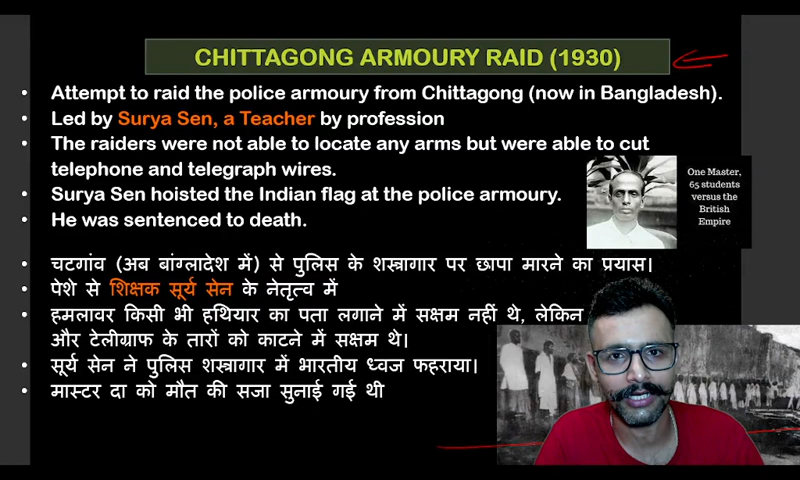 CHITTAGONG ARMOURY RAID (1930)
• Attempt to raid the police armoury from Chittagong (now in Bangladesh).
• Led by Surya Sen, a Teacher by profession
• The raiders were not able to locate any arms but were able to cut
telephone and telegraph wires.
• Surya Sen hoisted the Indian flag at the police armoury.
• He was sentenced to death.
One Master,
65 students
versus the
British
Empire
• चटगांव (अब बांग्लादेश में) से पुलिस के शस्त्रागार पर छापा मारने का प्रयास।
• पेशे से शिक्षक सूर्य सेन के नेतृत्व में
• हमलावर किसी भी हथियार का पता लगाने में सक्षम नहीं थे, लेकिन
और टेलीग्राफ के तारों को काटने में सक्षम थे।
• सूर्य सेन ने पुलिस शस्त्रागार में भारतीय ध्वज फहराया।
• मास्टर दा को मौत की सजा सुनाई गई थी